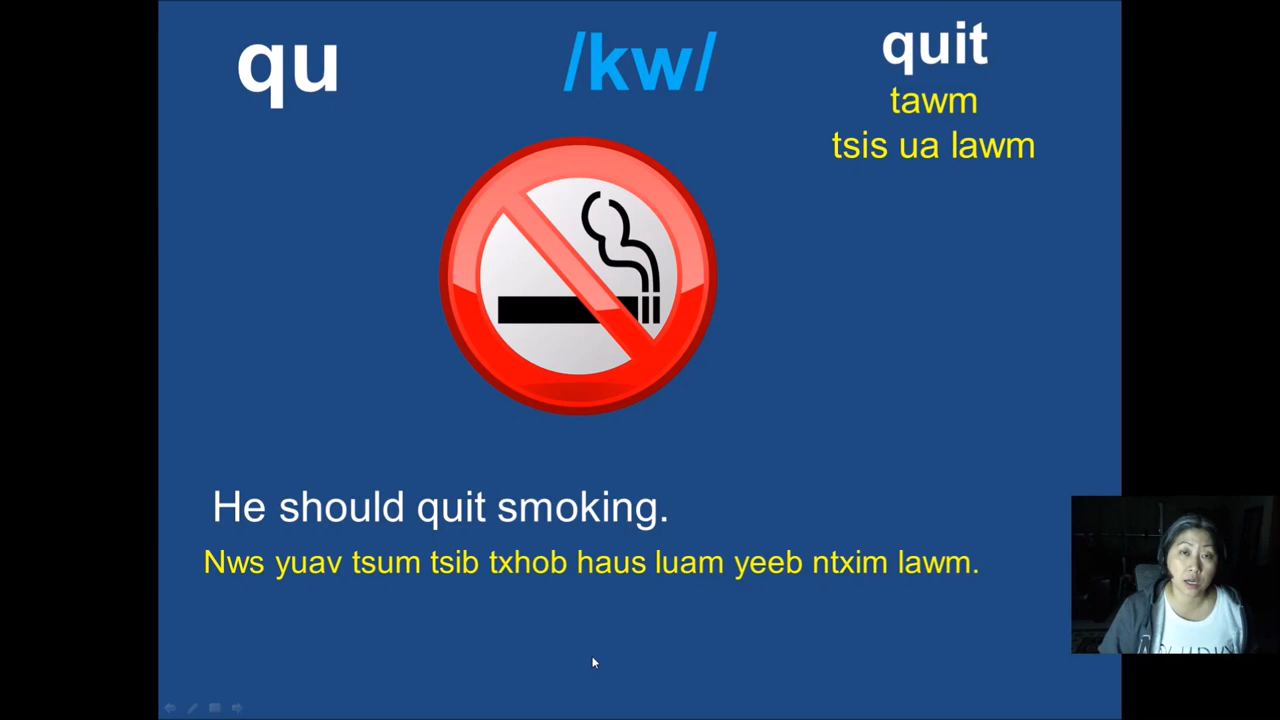 qu
/kw/
quit
tawm
tsis ua lawm
He should quit smoking.
Nws yuav tsum tsib txhob haus luam yeeb ntxim lawm.